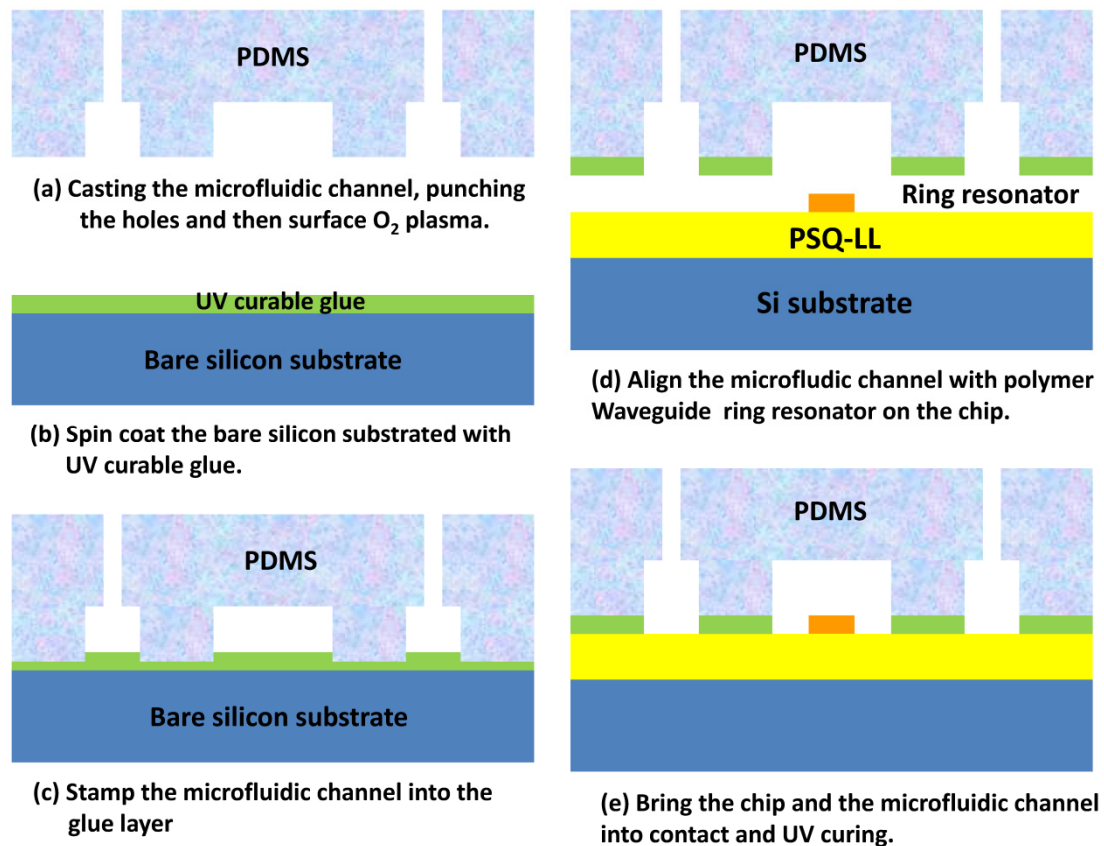 PDMS
(a) Casting the microfluidic channel, punching
the holes and then surface O₂ plasma.
UV curable glue
Bare silicon substrate
(b) Spin coat the bare silicon substrated with
UV curable glue.
PDMS
Bare silicon substrate
(c) Stamp the microfluidic channel into the
glue layer
PDMS
Ring resonator
PSQ-LL
Si substrate
(d) Align the microfludic channel with polymer
Waveguide ring resonator on the chip.
PDMS
(e) Bring the chip and the microfluidic channel
into contact and UV curing.